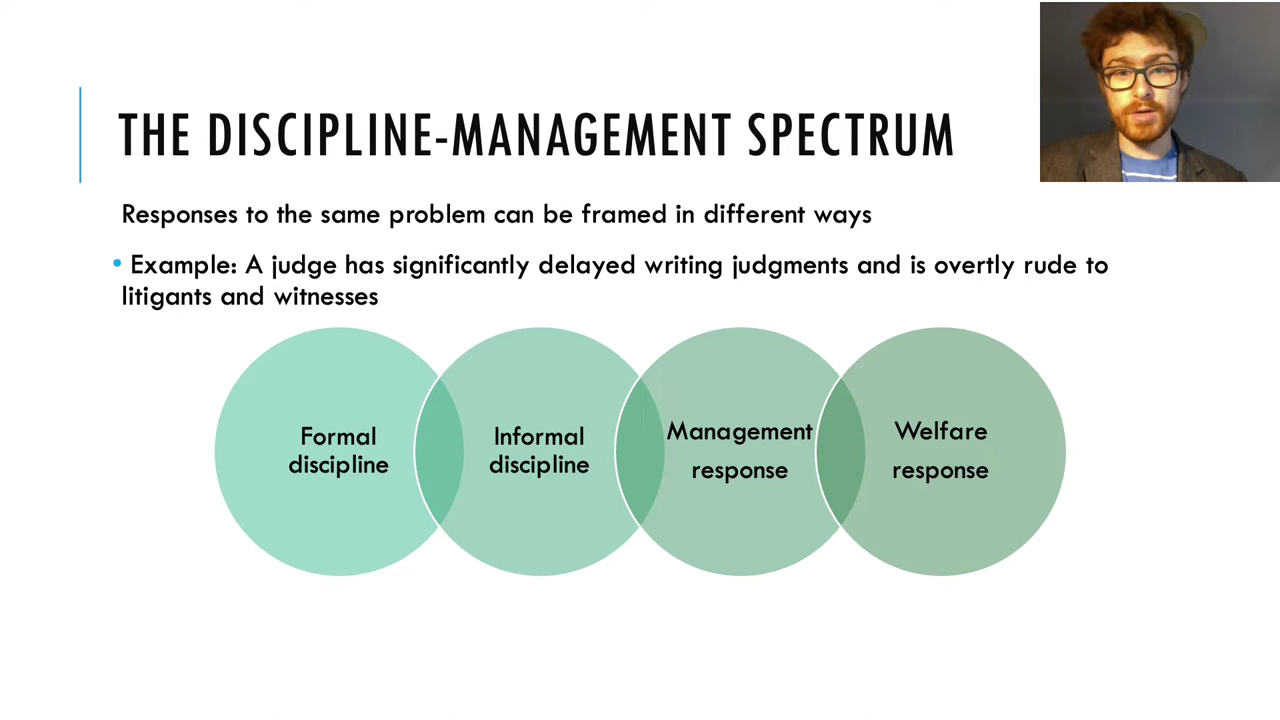 THE DISCIPLINE-MANAGEMENT SPECTRUM
Responses to the same problem can be framed in different ways
• Example: A judge has significantly delayed writing judgments and is overtly rude to
litigants and witnesses
Formal
discipline
Informal
discipline
Management
response
Welfare
response